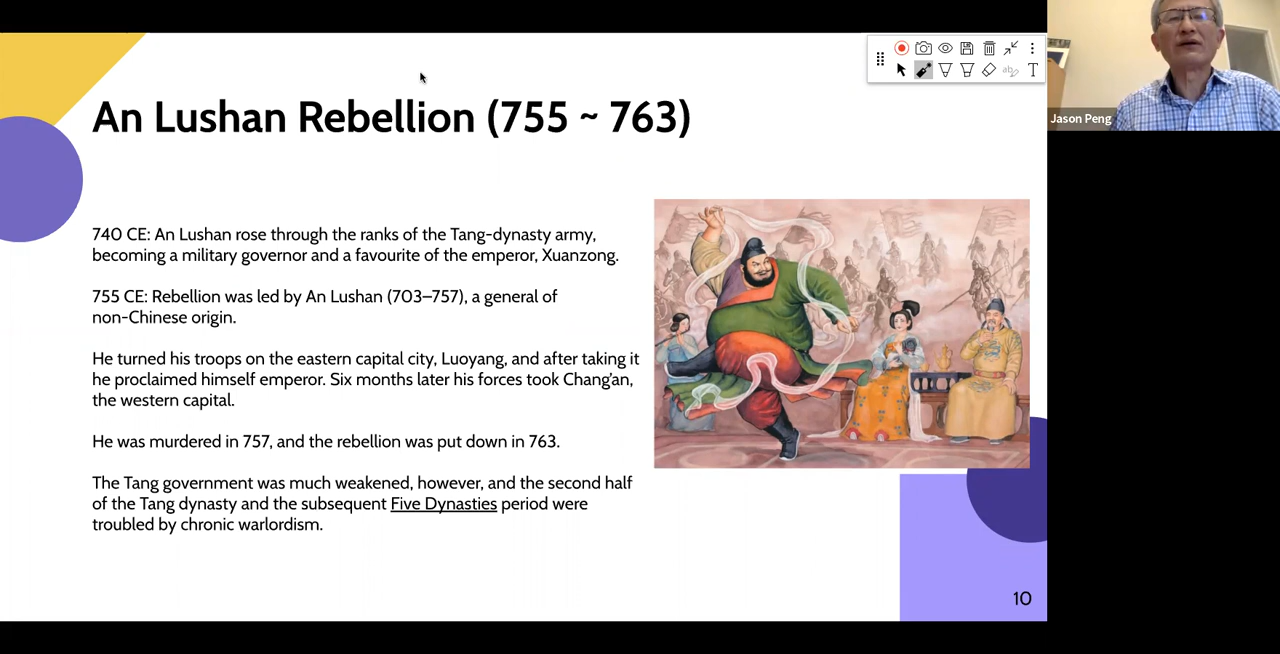 An Lushan Rebellion (755 ~ 763)
740 CE: An Lushan rose through the ranks of the Tang-dynasty army,
becoming a military governor and a favourite of the emperor, Xuanzong.
755 CE: Rebellion was led by An Lushan (703–757), a general of
non-Chinese origin.
He turned his troops on the eastern capital city, Luoyang, and after taking it
he proclaimed himself emperor. Six months later his forces took Chang’an,
the western capital.
He was murdered in 757, and the rebellion was put down in 763.
The Tang government was much weakened, however, and the second half
of the Tang dynasty and the subsequent Five Dynasties period were
troubled by chronic warlordism.
10
ab
T
Jason Peng